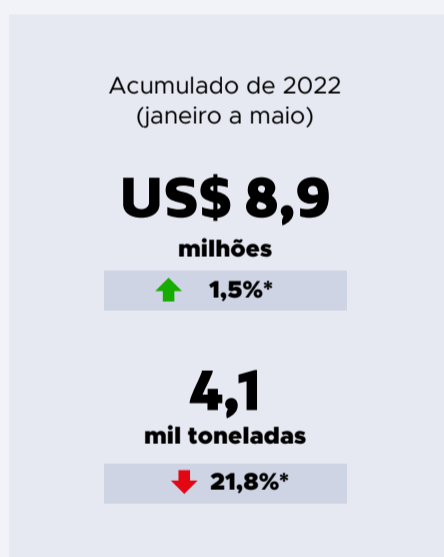 Acumulado de 2022
(janeiro a maio)
US$ 8,9
milhões
1,5%*
4,1
mil toneladas
21,8%*